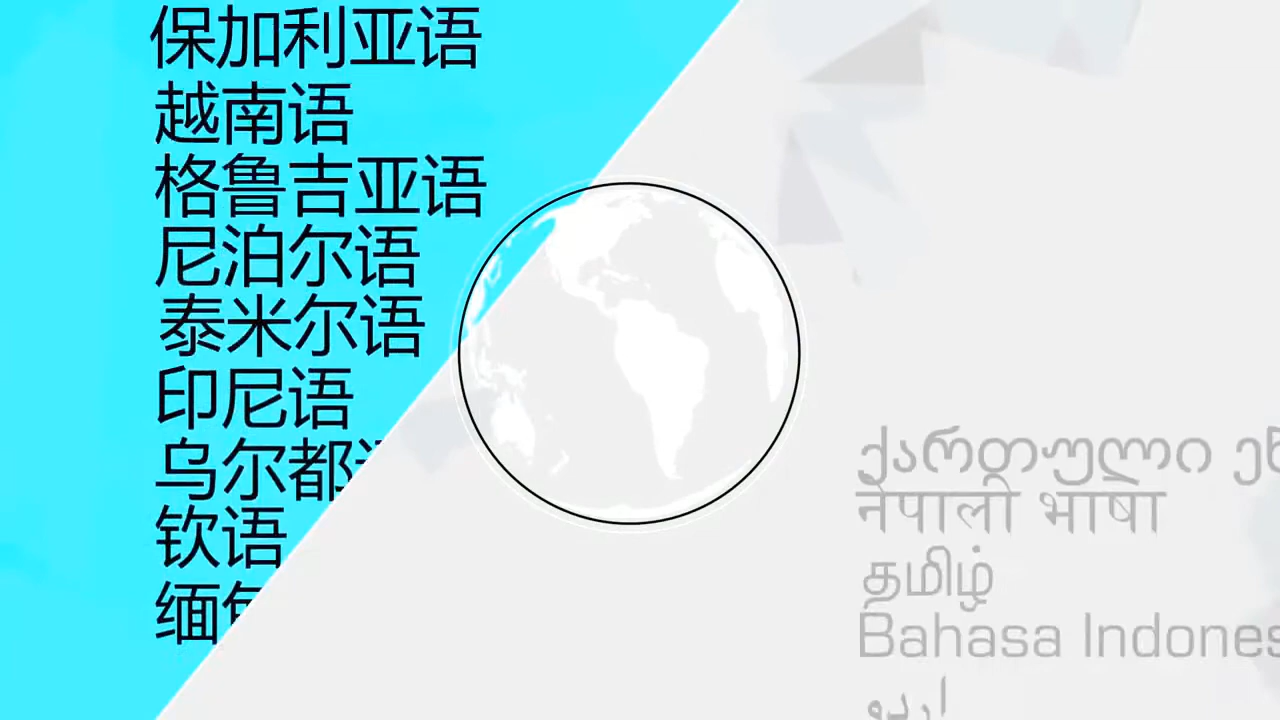 保加利亚语
越南语
格鲁吉亚语
尼泊尔语
泰米尔语
印尼语
乌尔都
钦语
缅
ქართული
नेपाली भाषा
தமிழ்
Bahasa Indones
اردو